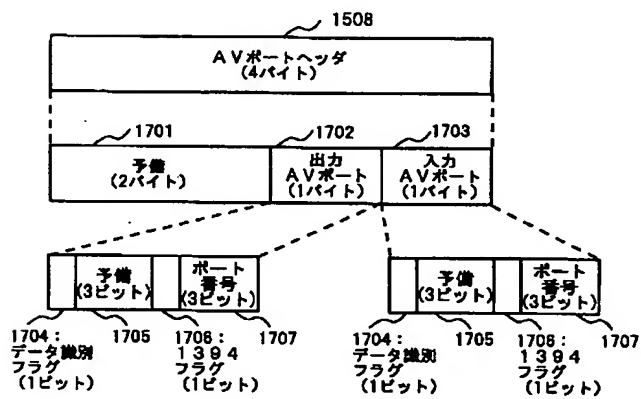 1508
AVポートヘッダ
(4バイト)
1701
1702
1703
予備
(2バイト)
出力
AVポート
(1バイト)
入力
AVポート
(1バイト)
予備
(3ビット)
ポート
番号
(3ビット)
予備
(3ビット)
ポート
番号
(3ビット)
1704:
データ識別
フラグ
(1ビット)
1705
1706:
1394
フラグ
(1ビット)
1707
1704:
データ識別
フラグ
(1ビット)
1705
1706:
1394
フラグ
(1ビット)
1707